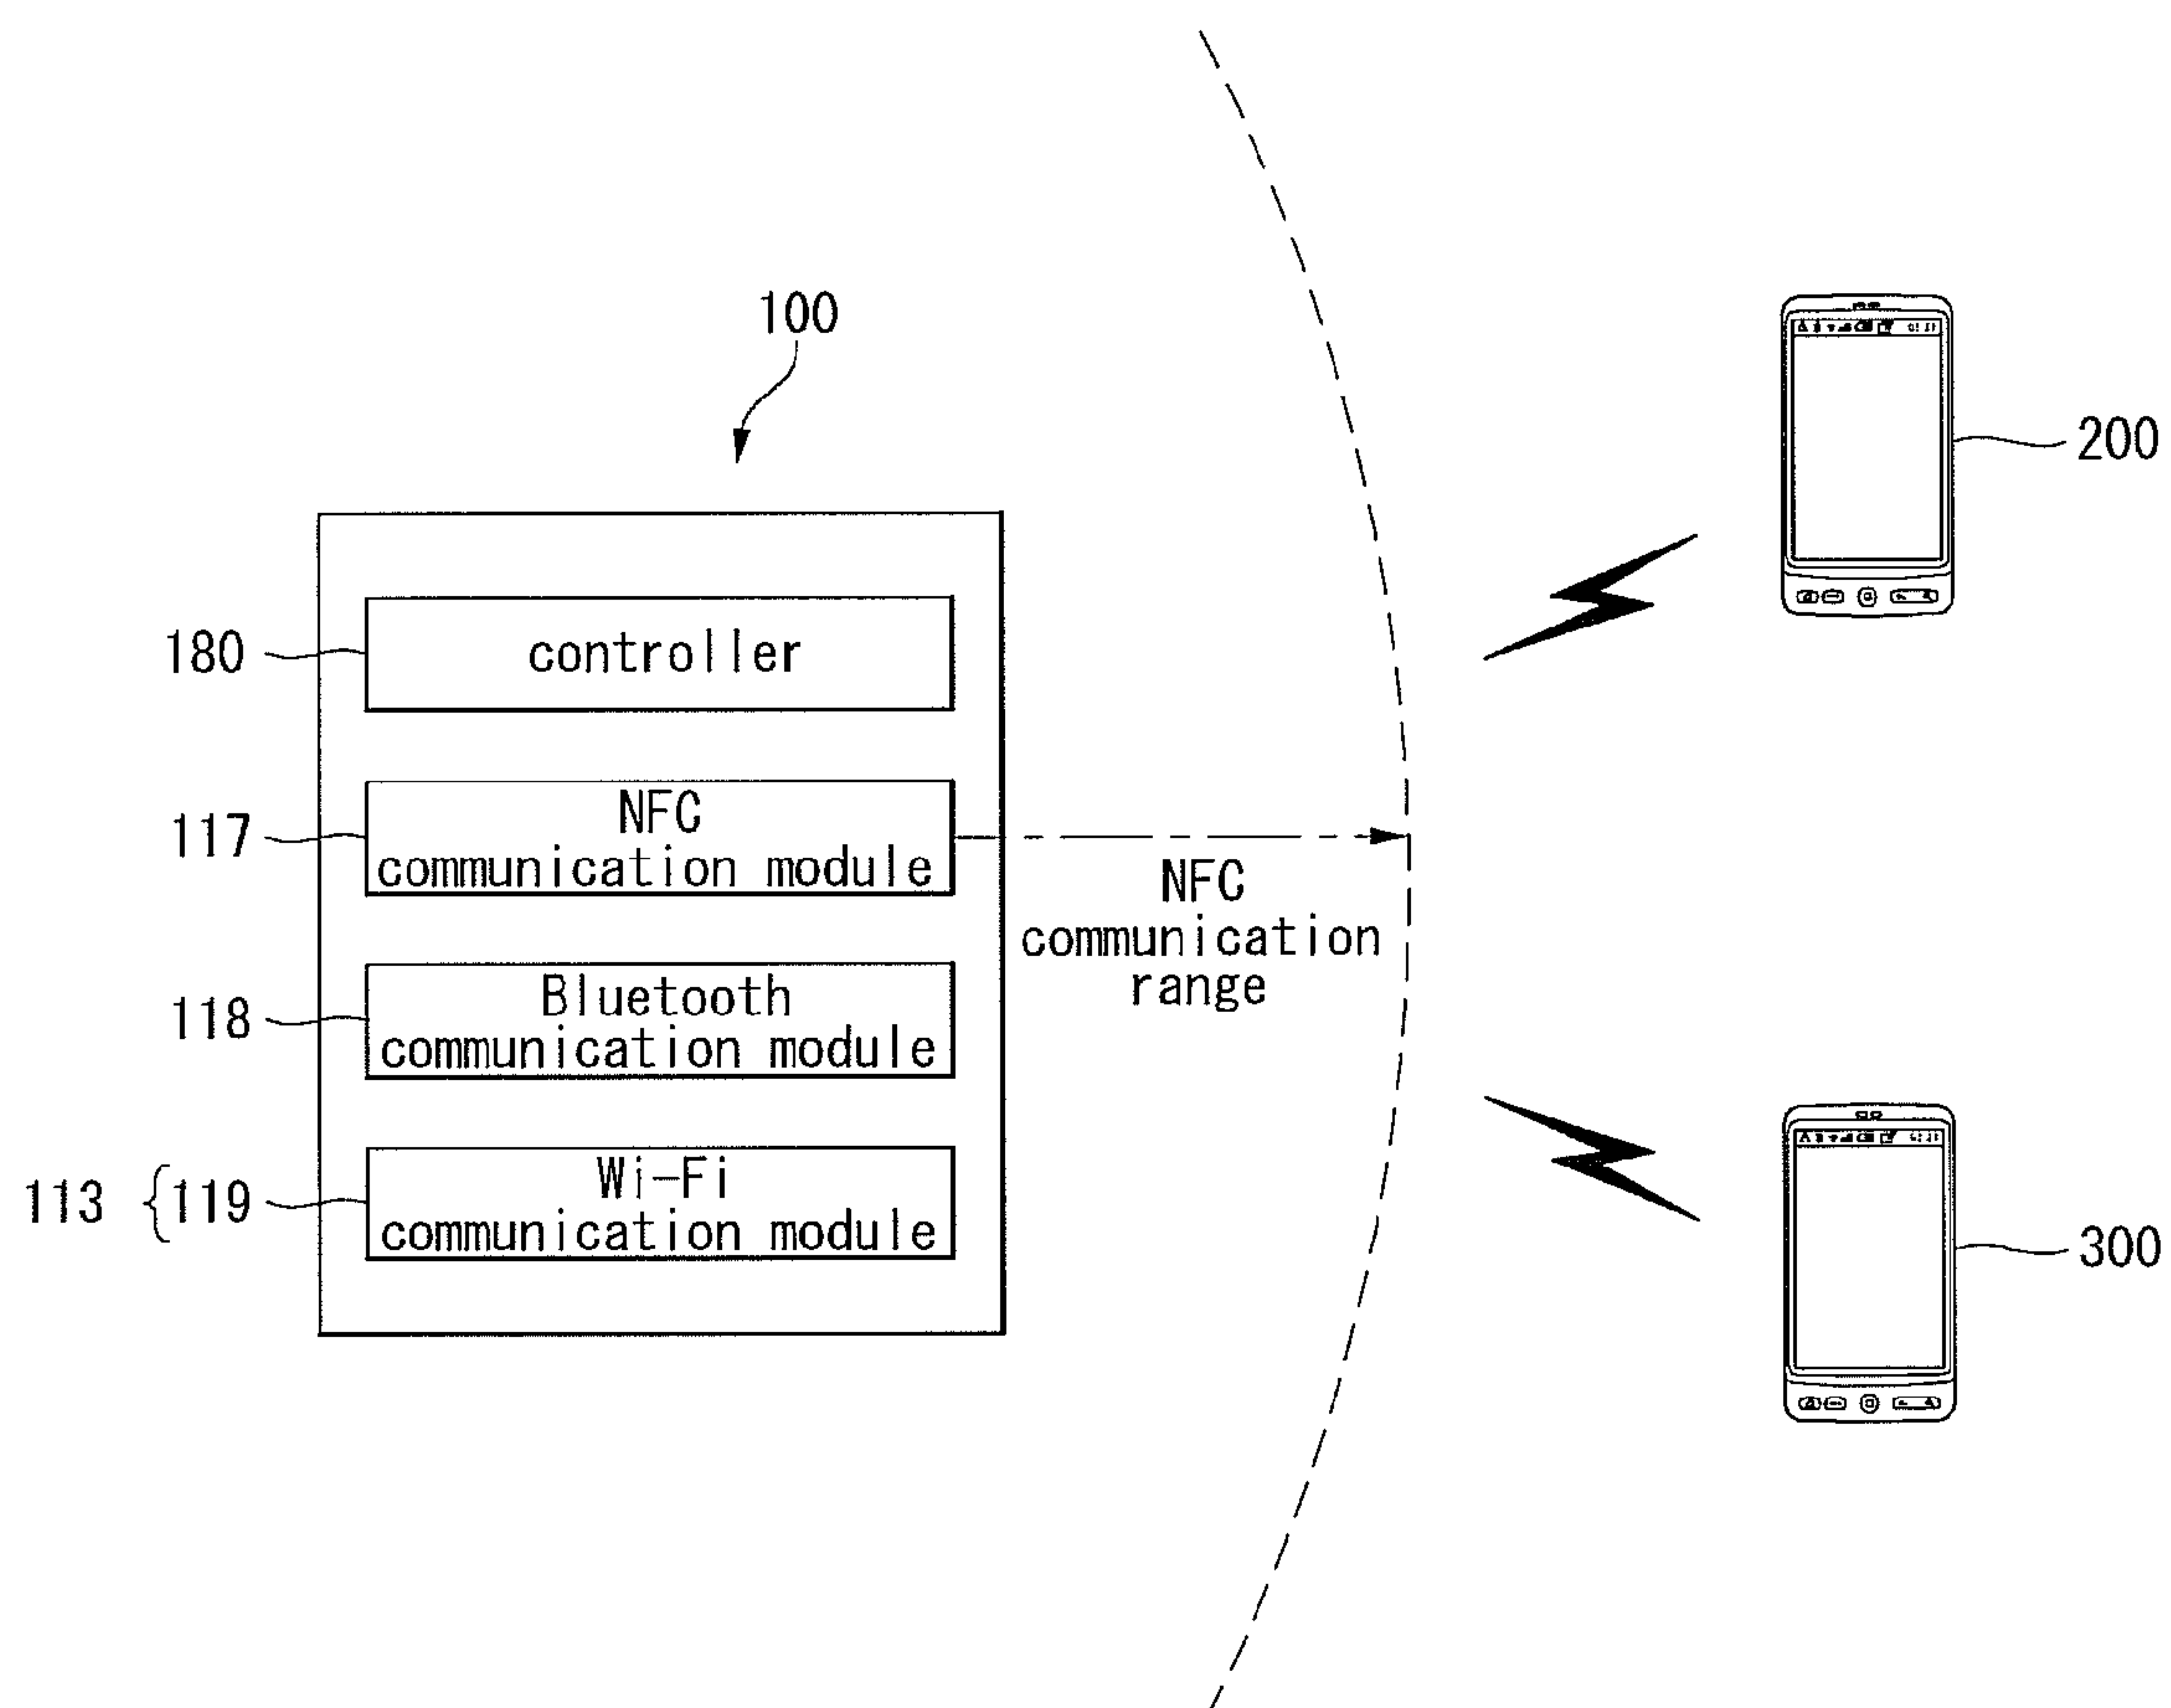 100
200
180
controller
117
NFC
communication module
NFC
communication
range
118
Bluetooth
communication module
113 {119
Wi-Fi
communication module
300